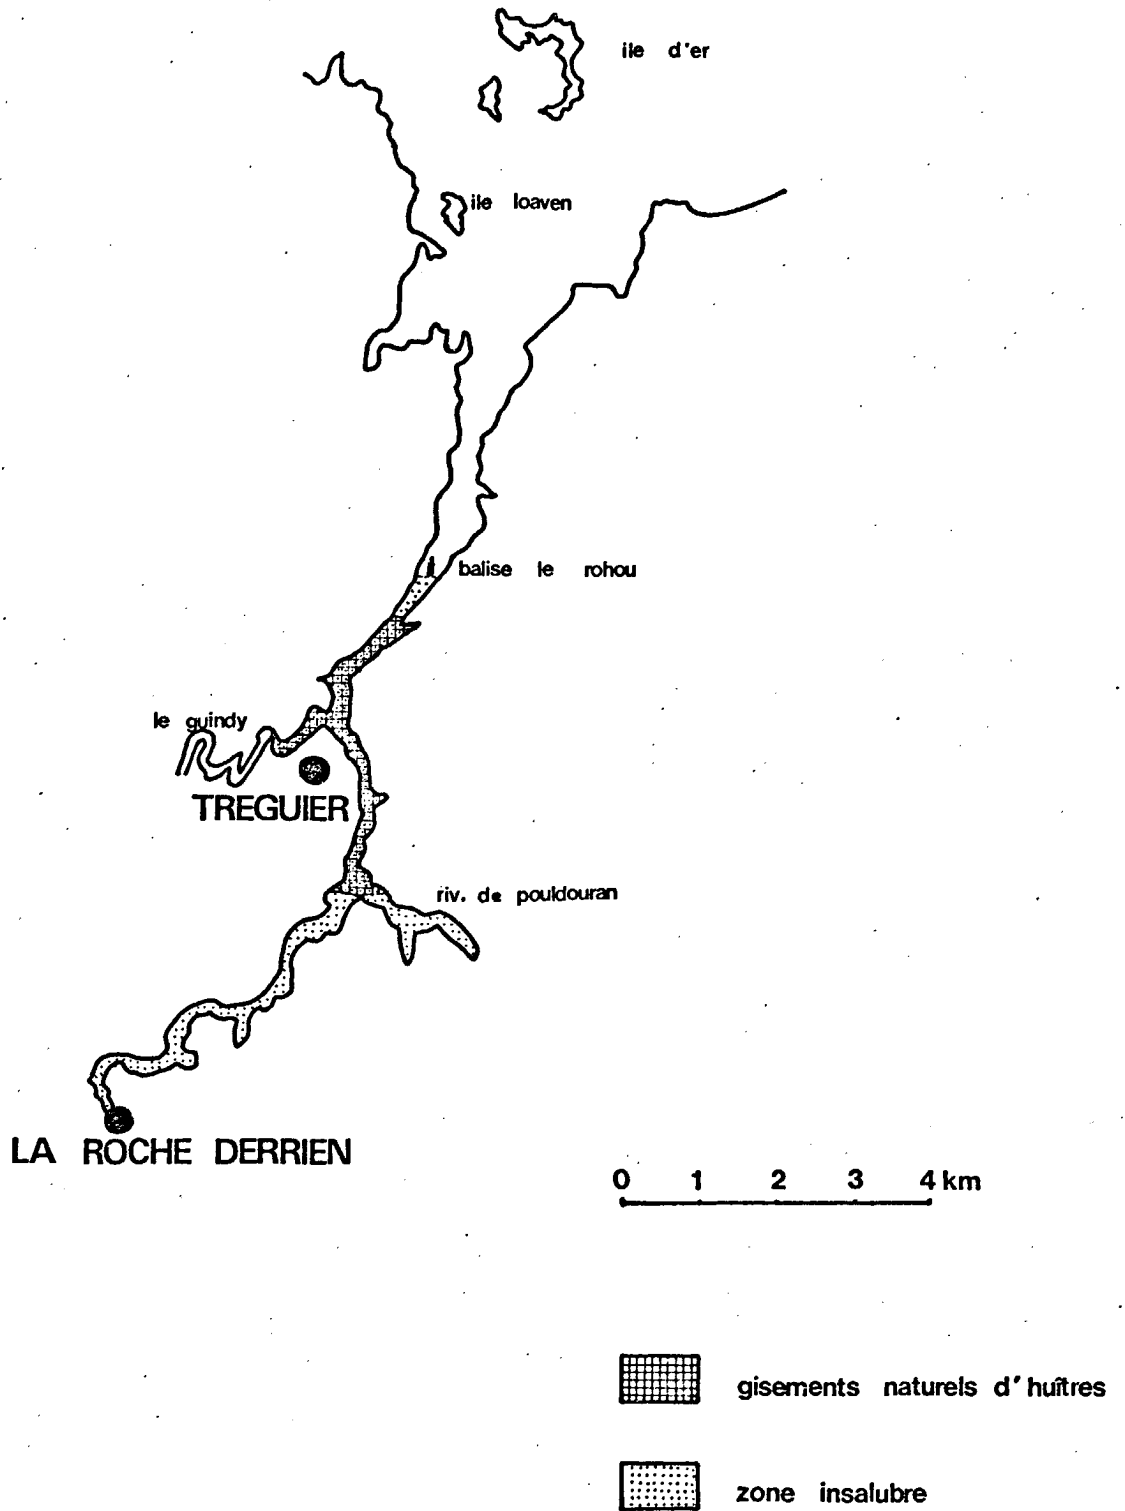 ile d'er
ile loaven
balise le rohou
le guindy
TREGUIER
riv. de pouldouran
LA ROCHE DERRIEN
0 1 2 3 4 km
gisements naturels d'huîtres
zone insalubre